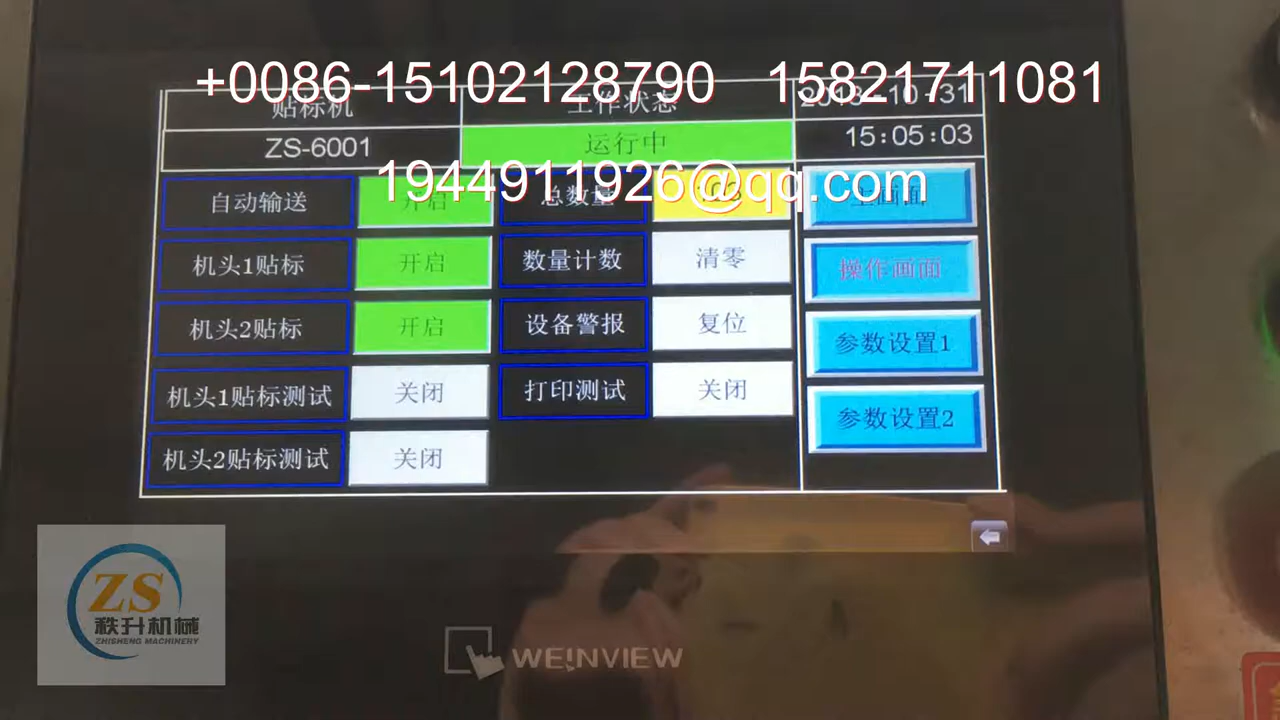 +0086-15102128790 15821711081
贴标机 工作状态
ZS-6001 运行中 15:05:03
1944911926@qq.com
自动输送 开启 总数量 主画面
机头1贴标 开启 数量计数 清零 操作画面
机头2贴标 开启 设备警报 复位 参数设置1
机头1贴标测试 关闭 打印测试 关闭 参数设置2
机头2贴标测试 关闭
ZS
秩升机械
ZHISHENG MACHINERY
WEINVIEW